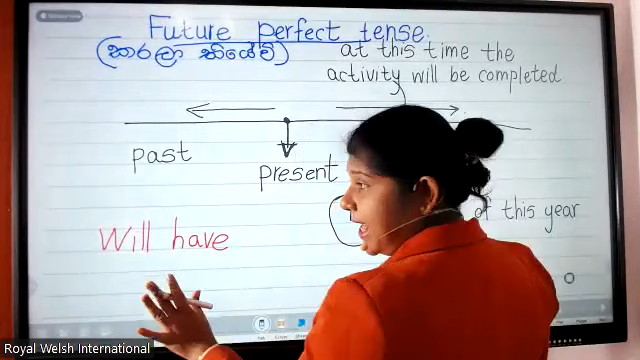 Future perfect tense
(කරලා තියේවි)
at this time the
activity will be completed
past
present
of this year
Will have
Royal Welsh International